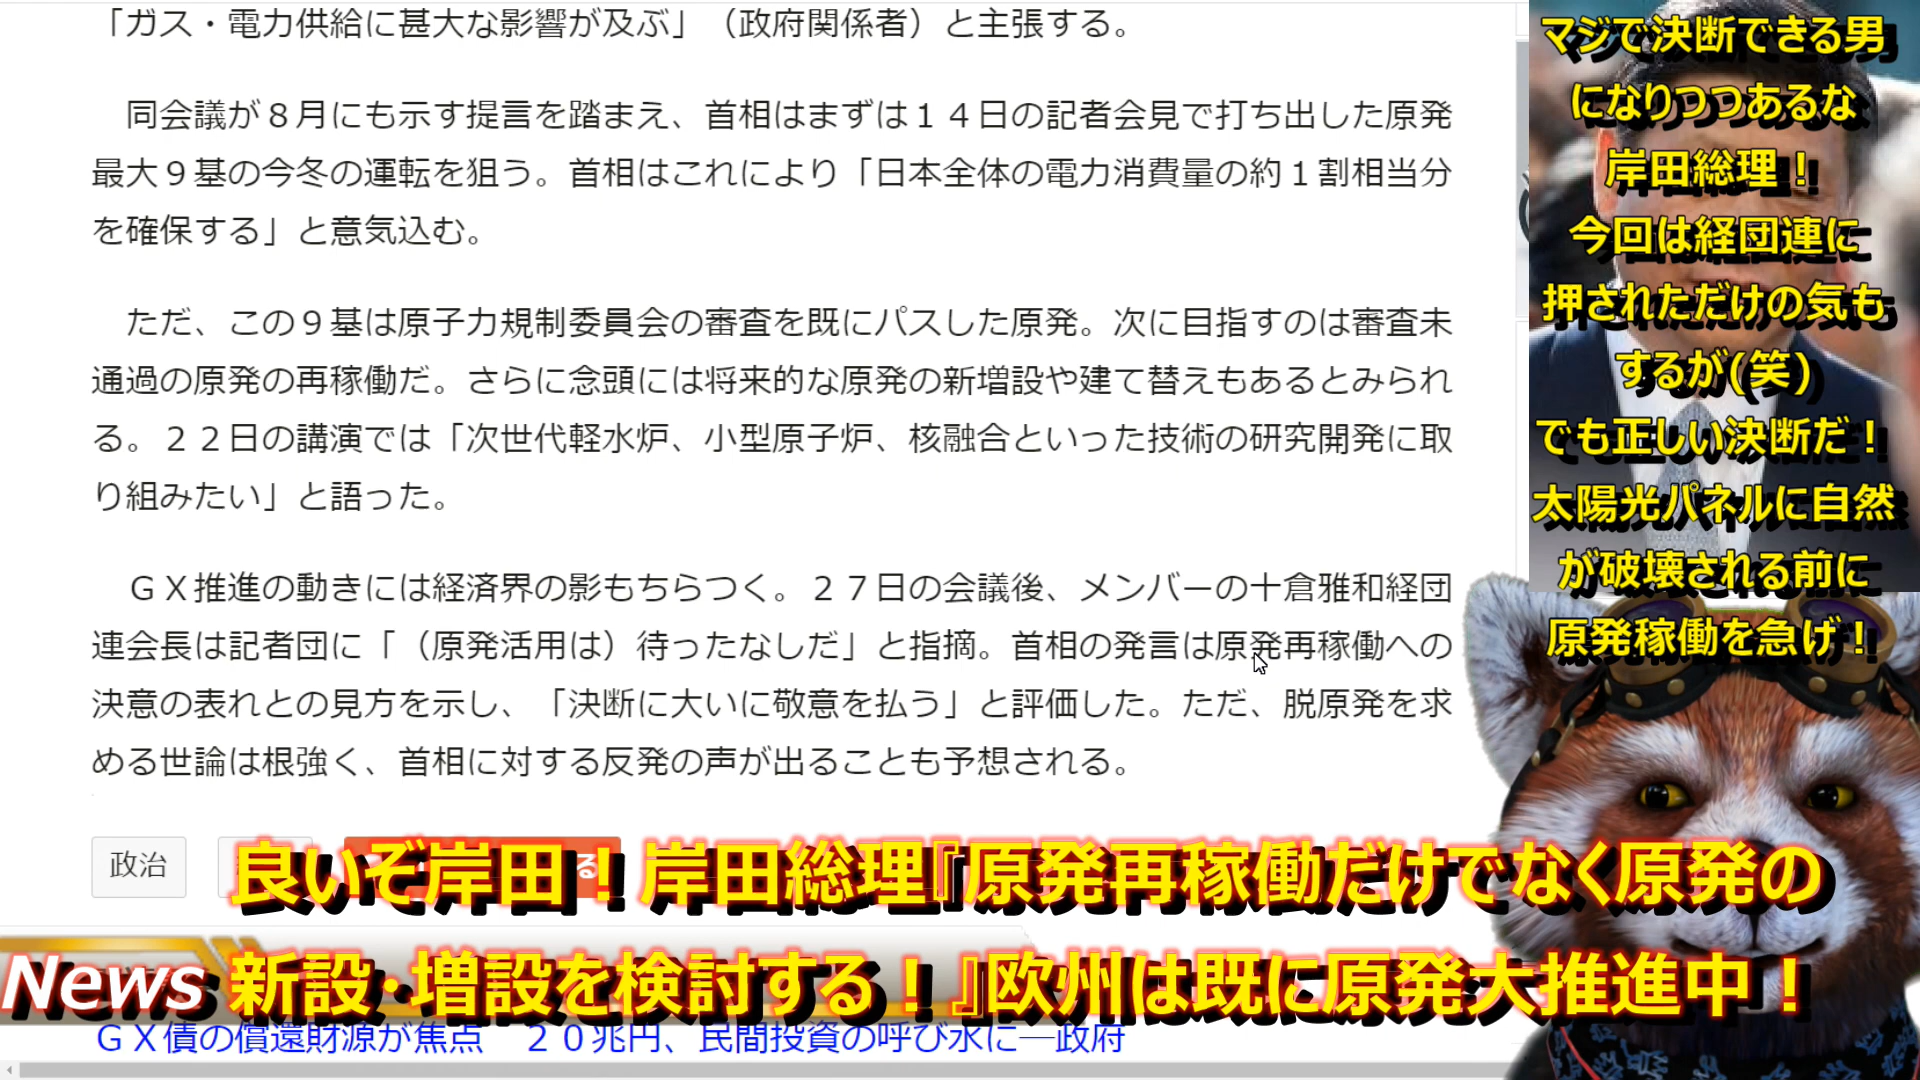 「ガス・電力供給に甚大な影響が及ぶ」（政府関係者）と主張する。
同会議が８月にも示す提言を踏まえ、首相はまずは１４日の記者会見で打ち出した原発
最大９基の今冬の運転を狙う。首相はこれにより「日本全体の電力消費量の約１割相当分
を確保する」と意気込む。
ただ、この９基は原子力規制委員会の審査を既にパスした原発。次に目指すのは審査未
通過の原発の再稼働だ。さらに念頭には将来的な原発の新増設や建て替えもあるとみられ
る。２２日の講演では「次世代軽水炉、小型原子炉、核融合といった技術の研究開発に取
り組みたい」と語った。
ＧＸ推進の動きには経済界の影もちらつく。２７日の会議後、メンバーの十倉雅和経団
連会長は記者団に「（原発活用は）待ったなしだ」と指摘。首相の発言は原発再稼働への
決意の表れとの見方を示し、「決断に大いに敬意を払う」と評価した。ただ、脱原発を求
める世論は根強く、首相に対する反発の声が出ることも予想される。
政治
る
良いぞ岸田！岸田総理『原発再稼働だけでなく原発の
News
新設・増設を検討する！』欧州は既に原発大推進中！
ＧＸ債の償還財源が焦点　２０兆円、民間投資の呼び水に―政府
マジで決断できる男
になりつつあるな
岸田総理！
今回は経団連に
押されただけの気も
するが(笑)
でも正しい決断だ！
太陽光パネルに自然
が破壊される前に
原発稼働を急げ！